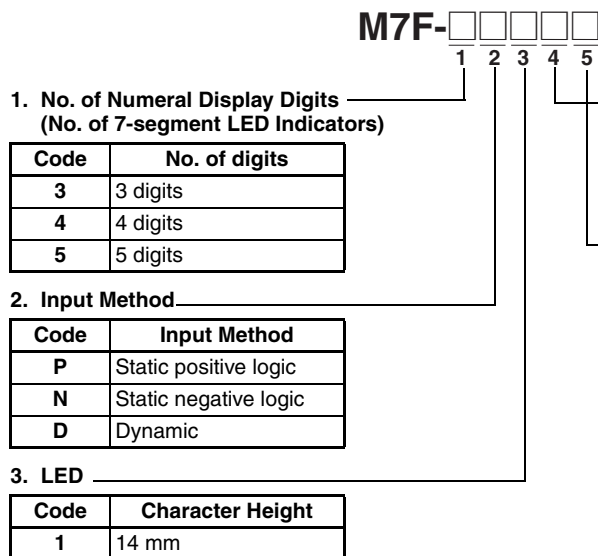 M7F-□□□□□
1 2 3 4 5
1. No. of Numeral Display Digits
(No. of 7-segment LED Indicators)
Code No. of digits
3 3 digits
4 4 digits
5 5 digits
2. Input Method
Code Input Method
P Static positive logic
N Static negative logic
D Dynamic
3. LED
Code Character Height
1 14 mm